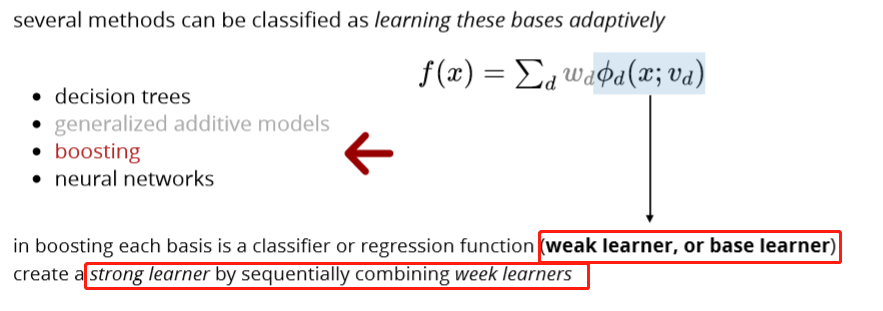 several methods can be classified as learning these bases adaptively
f(x) = ∑_d w_d ϕ_d(x; v_d)
• decision trees
• generalized additive models
• boosting
• neural networks
in boosting each basis is a classifier or regression function (weak learner, or base learner)
create a strong learner by sequentially combining week learners